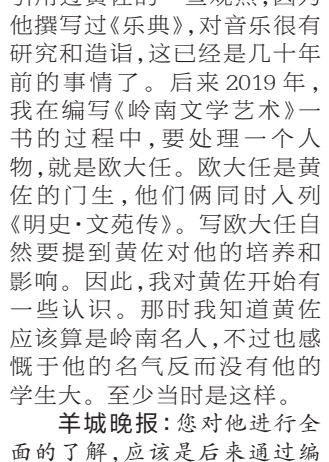 引用过黄佐的一些观点,因为
他撰写过《乐典》,对音乐很有
研究和造诣,这已经是几十年
前的事情了。后来2019年,
我在编写《岭南文学艺术》一
书的过程中,要处理一个人
物,就是欧大任。欧大任是黄
佐的门生,他们俩同时入列
《明史·文苑传》。写欧大任自
然要提到黄佐对他的培养和
影响。因此,我对黄佐开始有
一些认识。那时我知道黄佐
应该算是岭南名人,不过也感
慨于他的名气反而没有他的
学生大。至少当时是这样。
羊城晚报:您对他进行全
面的了解,应该是后来通过编